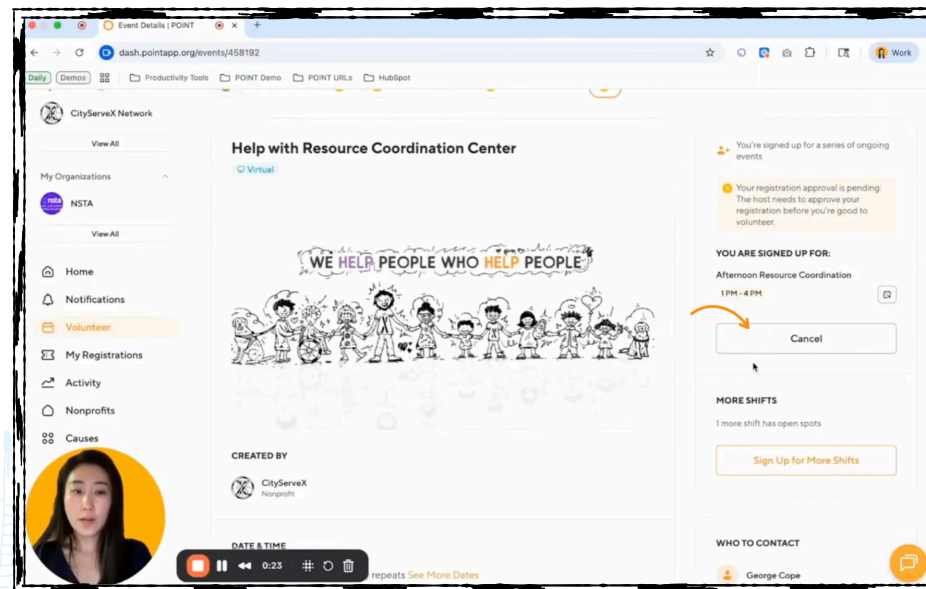 Event Details | POINT
dash.pointapp.org/events/458192
Work
Daily
Demos
Productivity Tools
POINT Demo
POINT URLs
HubSpot
CityServeX Network
View All
My Organizations
nsta
NSTA
View All
Home
Notifications
Volunteer
My Registrations
Activity
Nonprofits
Causes
0:23
Help with Resource Coordination Center
Virtual
WE HELP PEOPLE WHO HELP PEOPLE
CREATED BY
CityServeX
Nonprofit
DATE & TIME
repeats See More Dates
You're signed up for a series of ongoing
events
Your registration approval is pending:
The host needs to approve your
registration before you're good to
volunteer.
YOU ARE SIGNED UP FOR:
Afternoon Resource Coordination
1 PM - 4 PM
Cancel
MORE SHIFTS
1 more shift has open spots
Sign Up for More Shifts
WHO TO CONTACT
George Cope